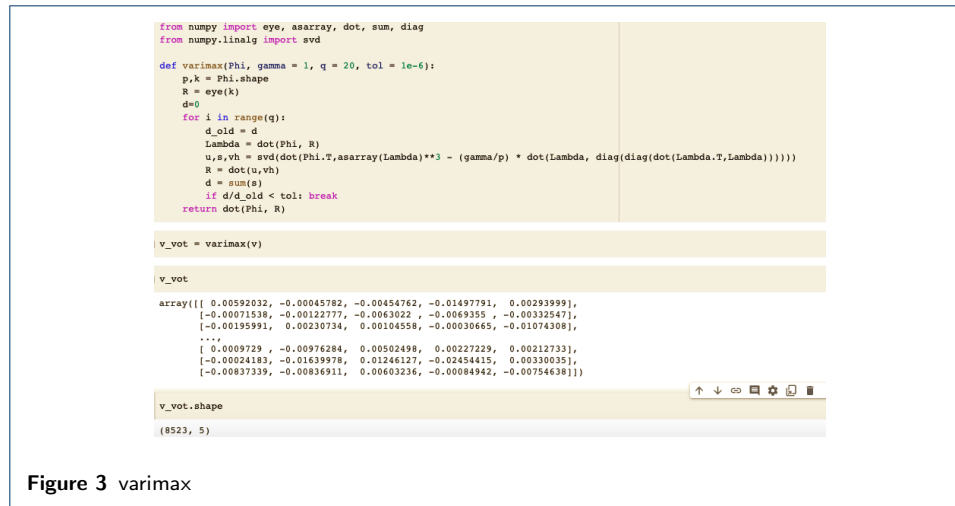 from numpy import eye, asarray, dot, sum, diag
from numpy.linalg import svd
def varimax(Phi, gamma = 1, q = 20, tol = 1e-6):
p,k = Phi.shape
R = eye(k)
d=0
for i in range(q):
d_old = d
Lambda = dot(Phi, R)
u,s,vh = svd(dot(Phi.T,asarray(Lambda)**3 - (gamma/p) * dot(Lambda, diag(diag(dot(Lambda.T,Lambda))))))
R = dot(u,vh)
d = sum(s)
if d/d_old < tol: break
return dot(Phi, R)
v_vot = varimax(v)
v_vot
array([[ 0.00592032, -0.00045782, -0.00454762, -0.01497791, 0.00293999],
[-0.00071538, -0.00122777, -0.0063022 , -0.0069355 , -0.00332547],
[-0.00195991, 0.00230734, 0.00104558, -0.00030665, -0.01074308],
...,
[ 0.0009729 , -0.00976284, 0.00502498, 0.00227229, 0.00212733],
[-0.00024183, -0.01639978, 0.01246127, -0.02454415, 0.00330035],
[-0.00837339, -0.00836911, 0.00603236, -0.00084942, -0.00754638]])
v_vot.shape
(8523, 5)
Figure 3 varimax